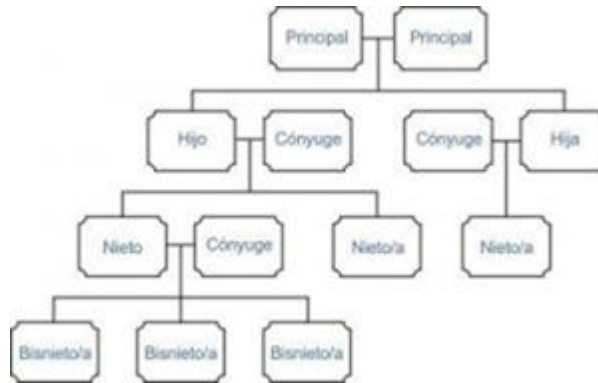 Principal
Principal
Hijo
Cónyuge
Cónyuge
Hija
Nieto
Cónyuge
Nieto/a
Nieto/a
Bisnieto/a
Bisnieto/a
Bisnieto/a